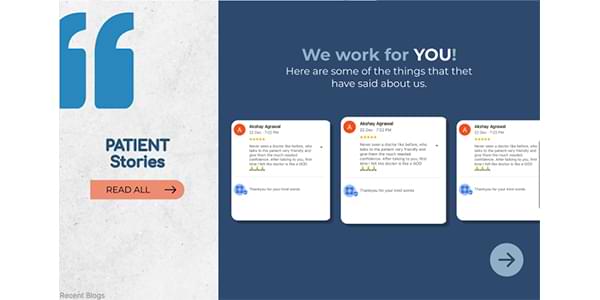 PATIENT
Stories
READ ALL
We work for YOU!
Here are some of the things that thet
have said about us.
Akshay Agrawal
22 Dec · 7:22 PM
Never seen a doctor like before, who
talks to the patient very friendly and
give them the much needed
confidence. After talking to you, first
time I felt the doctor is like a GOD
Thankyou for your kind words
Akshay Agrawal
22 Dec · 7:22 PM
Never seen a doctor like before, who
talks to the patient very friendly and
give them the much needed
confidence. After talking to you, first
time I felt the doctor is like a GOD
Thankyou for your kind words
Akshay Agrawal
22 Dec · 7:22 PM
Never seen a doctor like before, who
talks to the patient very friendly and
give them the much needed
confidence. After talking to you, first
time I felt the doctor is like a GOD
Thankyou for your kind words
Recent Blogs